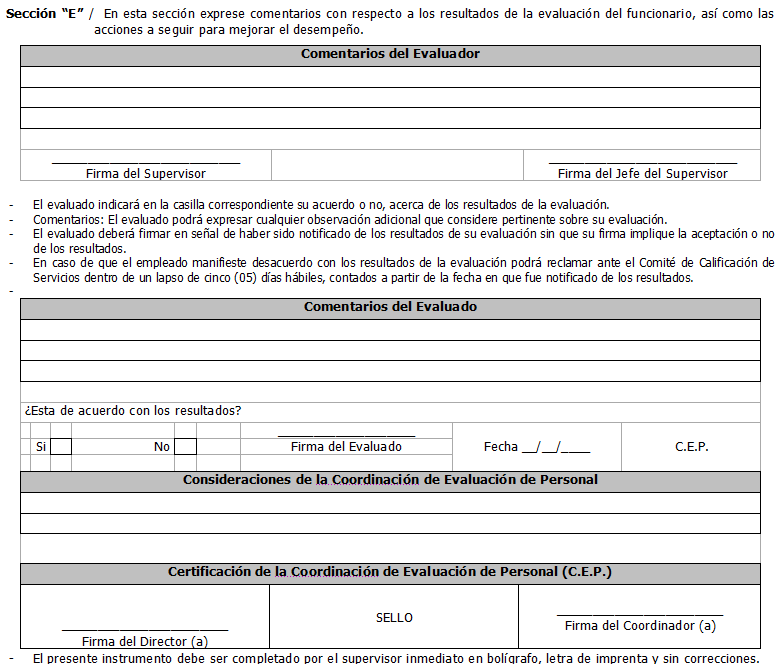 Sección “E” / En esta sección exprese comentarios con respecto a los resultados de la evaluación del funcionario, así como las
acciones a seguir para mejorar el desempeño.
Comentarios del Evaluador
Firma del Supervisor
Firma del Jefe del Supervisor
- El evaluado indicará en la casilla correspondiente su acuerdo o no, acerca de los resultados de la evaluación.
- Comentarios: El evaluado podrá expresar cualquier observación adicional que considere pertinente sobre su evaluación.
- El evaluado deberá firmar en señal de haber sido notificado de los resultados de su evaluación sin que su firma implique la aceptación o no
de los resultados.
- En caso de que el empleado manifieste desacuerdo con los resultados de la evaluación podrá reclamar ante el Comité de Calificación de
Servicios dentro de un lapso de cinco (05) días hábiles, contados a partir de la fecha en que fue notificado de los resultados.
-
Comentarios del Evaluado
¿Esta de acuerdo con los resultados?
Si No Firma del Evaluado Fecha __/__/____ C.E.P.
Consideraciones de la Coordinación de Evaluación de Personal
Certificación de la Coordinación de Evaluación de Personal (C.E.P.)
SELLO
Firma del Director (a)
Firma del Coordinador (a)
- El presente instrumento debe ser completado por el supervisor inmediato en bolígrafo, letra de imprenta y sin correcciones.